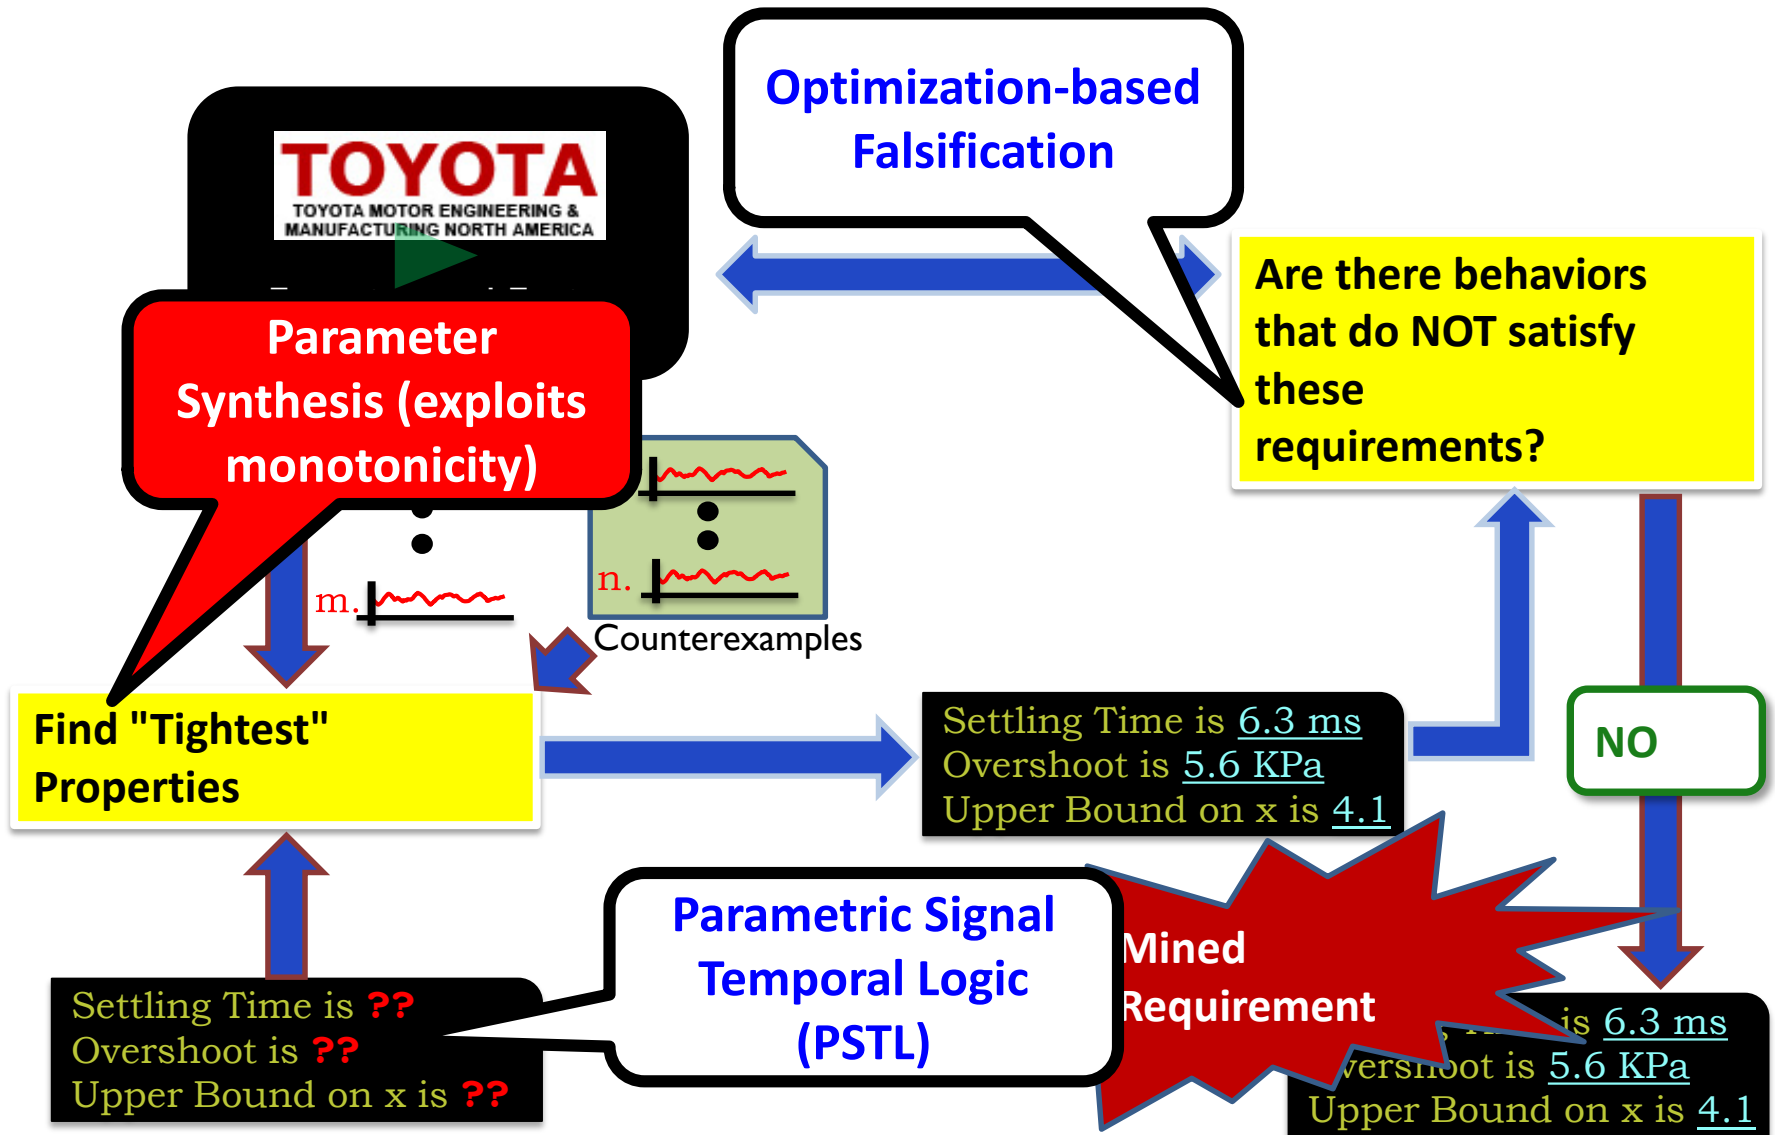 Optimization-based
Falsification
TOYOTA
TOYOTA MOTOR ENGINEERING &
MANUFACTURING NORTH AMERICA
Are there behaviors
that do NOT satisfy
these
requirements?
Parameter
Synthesis (exploits
monotonicity)
m.
n.
Counterexamples
Find "Tightest"
Properties
Settling Time is 6.3 ms
Overshoot is 5.6 KPa
Upper Bound on x is 4.1
NO
Parametric Signal
Temporal Logic
(PSTL)
Mined
Requirement
Settling Time is ??
Overshoot is ??
Upper Bound on x is ??
is 6.3 ms
is 5.6 KPa
Upper Bound on x is 4.1